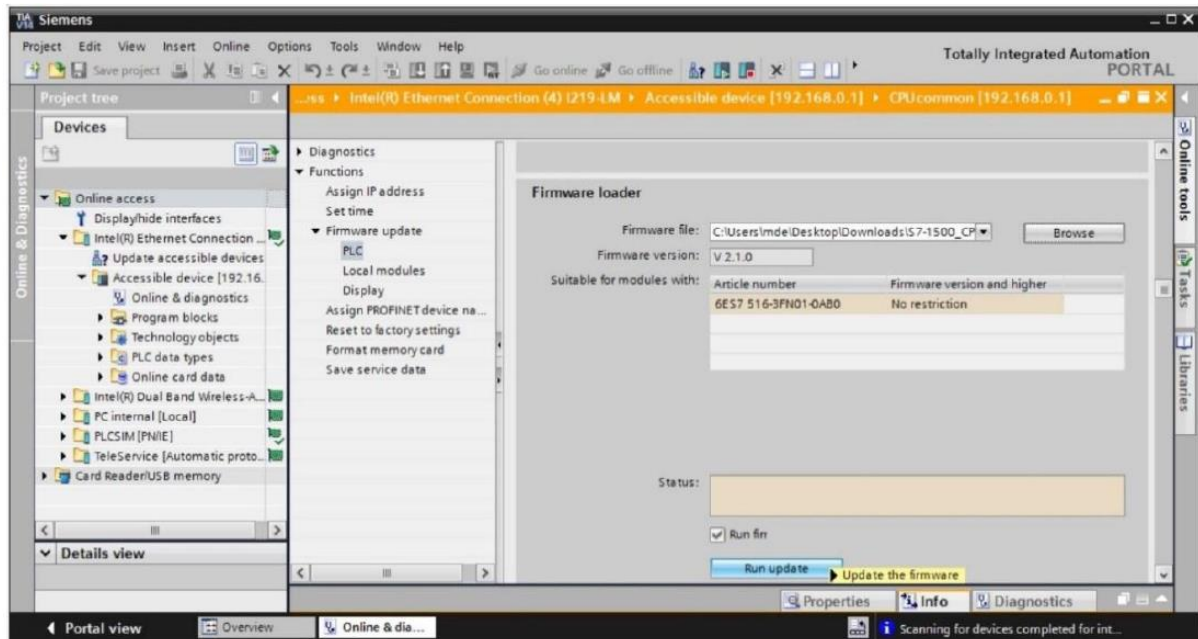 Siemens
Project Edit View Insert Online Options Tools Window Help
Totally Integrated Automation
PORTAL
Save project
Go online
Go offline
Project tree
...ss ▸ Intel(R) Ethernet Connection (4) I219-LM ▸ Accessible device [192.168.0.1] ▸ CPUcommon [192.168.0.1]
Devices
Online & Diagnostics
Online access
Display/hide interfaces
Intel(R) Ethernet Connection ...
Update accessible devices
Accessible device [192.16...
Online & diagnostics
Program blocks
Technology objects
PLC data types
Online card data
Intel(R) Dual Band Wireless-A...
PC internal [Local]
PLCSIM [PN/IE]
TeleService [Automatic proto...
Card Reader/USB memory
Details view
Diagnostics
Functions
Assign IP address
Set time
Firmware update
PLC
Local modules
Display
Assign PROFINET device na...
Reset to factory settings
Format memory card
Save service data
Firmware loader
Firmware file: C:\Users\mde\Desktop\Downloads\S7-1500_CP
Browse
Firmware version: V 2.1.0
Suitable for modules with: Article number Firmware version and higher
6ES7 516-3FN01-0AB0 No restriction
Status:
Run firr
Run update
Update the firmware
Properties Info Diagnostics
Online tools
Tasks
Libraries
Portal view Overview Online & dia... Scanning for devices completed for int...